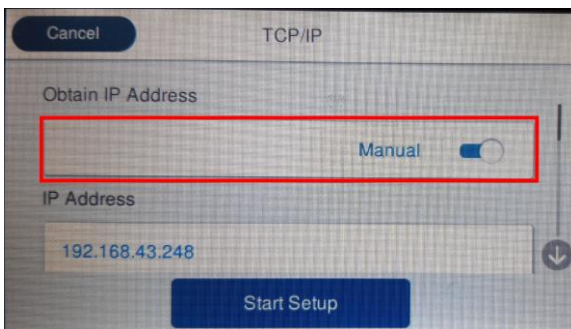 Cancel
TCP/IP
Obtain IP Address
Manual
IP Address
192.168.43.248
Start Setup